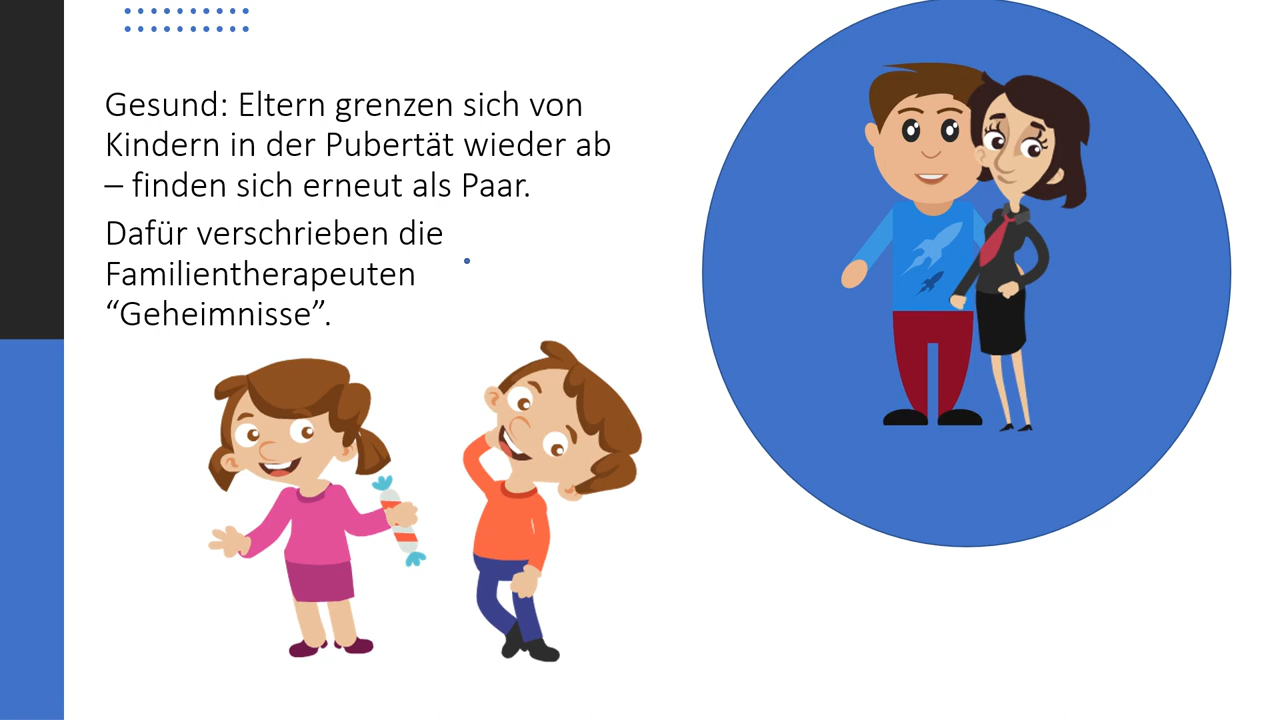 Gesund: Eltern grenzen sich von
Kindern in der Pubertät wieder ab
– finden sich erneut als Paar.
Dafür verschrieben die
Familientherapeuten
“Geheimnisse”.